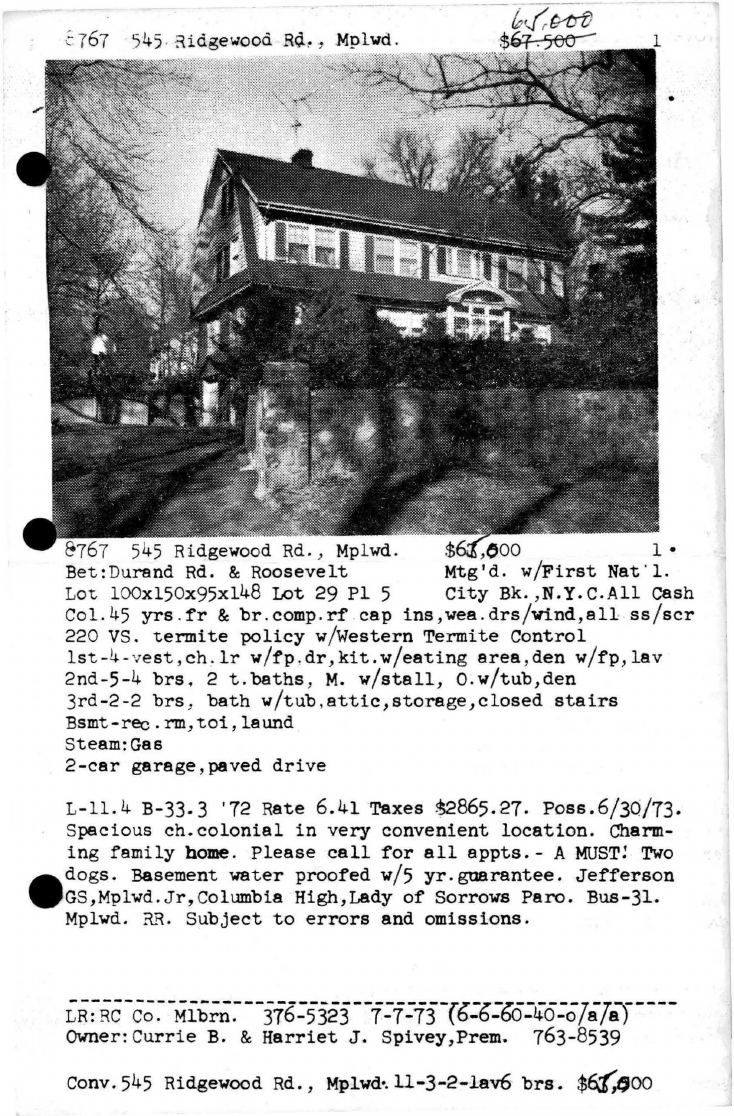 65,000
8767 545 Ridgewood Rd., Mplwd. $67.500 1
8767 545 Ridgewood Rd., Mplwd. 1.
Bet:Durand Rd. & Roosevelt Mtg'd. w/First Nat'l.
Lot 100x150x95x148 Lot 29 Pl 5 City Bk.,N.Y.C.All Cash
Col.45 yrs.fr & br.comp.rf cap ins,wea.drs/wind,all ss/scr
220 VS. termite policy w/Western Termite Control
1st-4-vest,ch.lr w/fp.dr,kit.w/eating area,den w/fp,lav
2nd-5-4 brs, 2 t.baths, M. w/stall, O.w/tub,den
3rd-2-2 brs, bath w/tub,attic,storage,closed stairs
Bsmt-rec.rm,toi,laund
Steam:Gas
2-car garage,paved drive
L-11.4 B-33.3 '72 Rate 6.41 Taxes $2865.27. Poss.6/30/73.
Spacious ch.colonial in very convenient location. Charm-
ing family home. Please call for all appts.- A MUST! Two
dogs. Basement water proofed w/5 yr.guarantee. Jefferson
GS,Mplwd.Jr,Columbia High,Lady of Sorrows Paro. Bus-31.
Mplwd. RR. Subject to errors and omissions.
LR:RC Co. Mlbrn. 376-5323 7-7-73 (6-6-60-40-o/a/a)
Owner:Currie B. & Harriet J. Spivey,Prem. 763-8539
Conv.545 Ridgewood Rd., Mplwd. 11-3-2-lav6 brs.